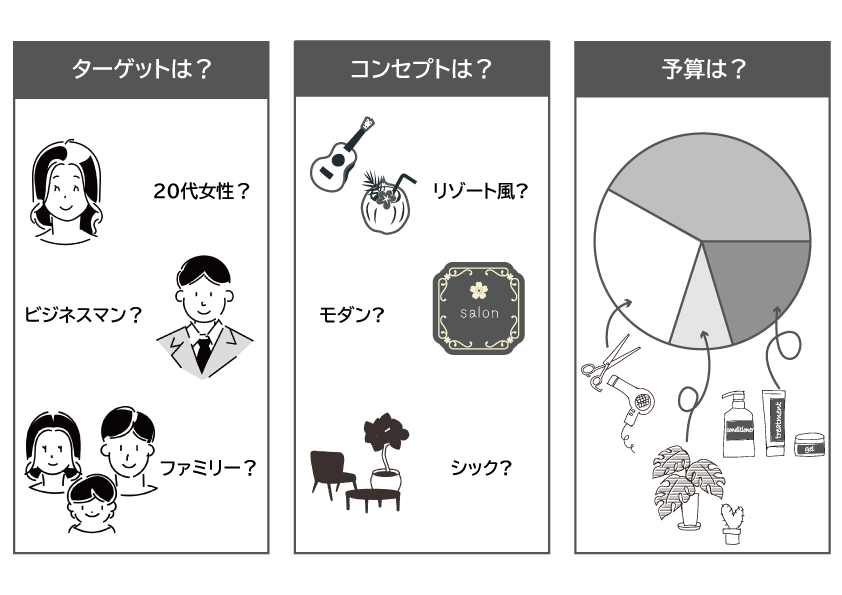 ターゲットは？
20代女性？
ビジネスマン？
ファミリー？
コンセプトは？
リゾート風？
モダン？
salon
シック？
予算は？
conditioner
treatment
gel